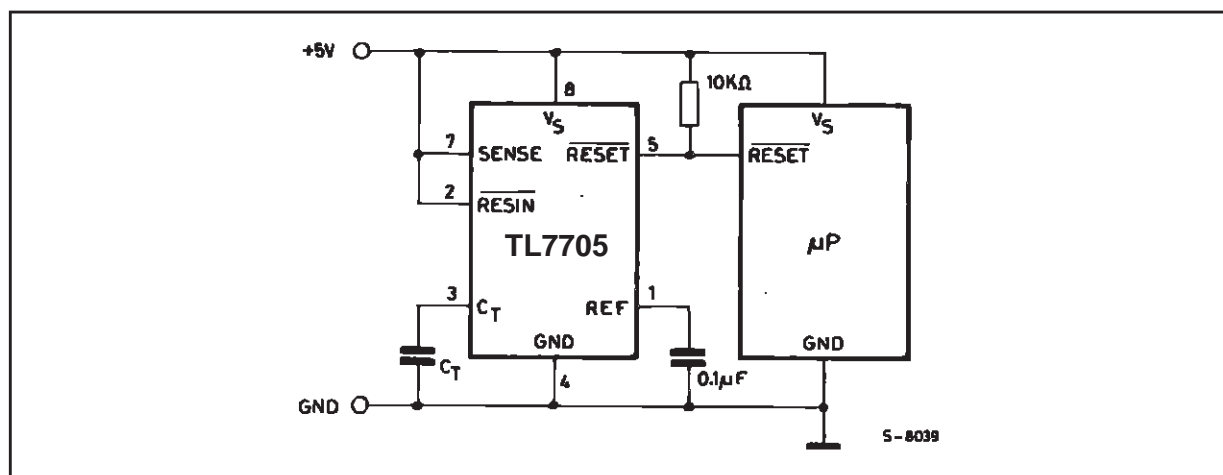 +5V
8
10KΩ
V_S
V_S
7
SENSE
RESET
5
RESET
2
RESIN
TL7705
μP
3
C_T
REF
1
GND
GND
C_T
4
0.1μF
GND
S-8039